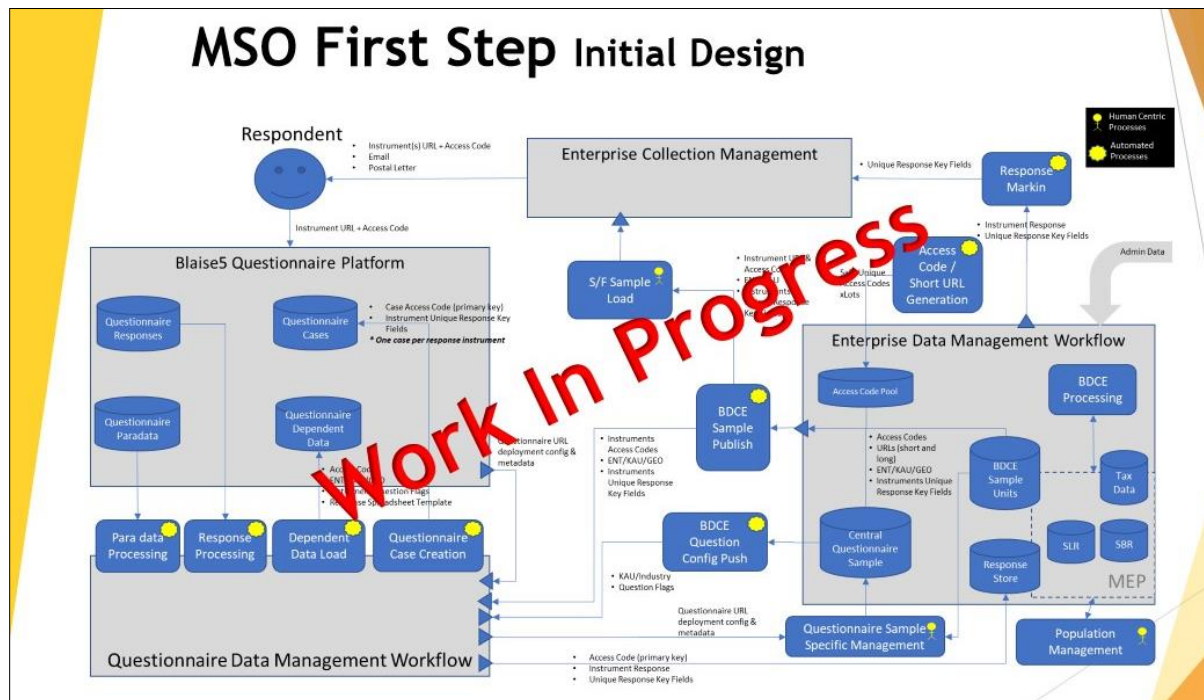 MSO First Step Initial Design
Human Centric
Processes
Automated
Processes
Respondent
• Instrument(s) URL + Access Code
• Email
• Postal Letter
Enterprise Collection Management
• Unique Response Key Fields
Response
Markin
Instrument URL + Access Code
• Instrument Response
• Unique Response Key Fields
Admin Data
Blaise5 Questionnaire Platform
S/F Sample
Load
• Instrument
Access
Access
Code /
Short URL
Generation
Unique
Access Codes
xLots
Questionnaire
Responses
Questionnaire
Cases
• Case Access Code (primary key)
• Instrument Unique Response Key
Fields
* One case per response instrument
Enterprise Data Management Workflow
Work In Progress
Access Code Pool
BDCE
Processing
Questionnaire
Paradata
Questionnaire
Dependent
Data
BDCE
Sample
Publish
• Access Codes
• URLs (short and
long)
• ENT/KAU/GEO
• Instruments Unique
Response Key Fields
BDCE
Sample
Units
Tax
Data
Questionnaire URL
deployment config &
metadata
• Instruments
Access Codes
• ENT/KAU/GEO
• Instruments
Unique Response
Key Fields
Spreadsheet Template
Para data
Processing
Response
Processing
Dependent
Data Load
Questionnaire
Case Creation
BDCE
Question
Config Push
Central
Questionnaire
Sample
SLR
SBR
Response
Store
MEP
• KAU/Industry
• Question Flags
Questionnaire URL
deployment config &
metadata
Questionnaire Sample
Specific Management
Population
Management
Questionnaire Data Management Workflow
• Access Code (primary key)
• Instrument Response
• Unique Response Key Fields